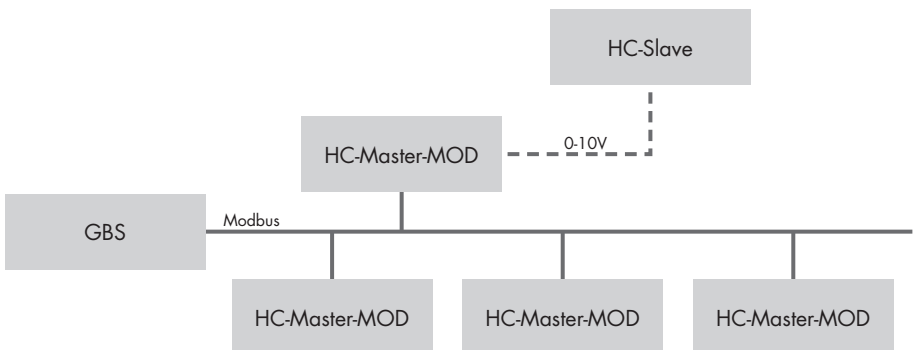 HC-Slave
HC-Master-MOD
0-10V
GBS
Modbus
HC-Master-MOD
HC-Master-MOD
HC-Master-MOD